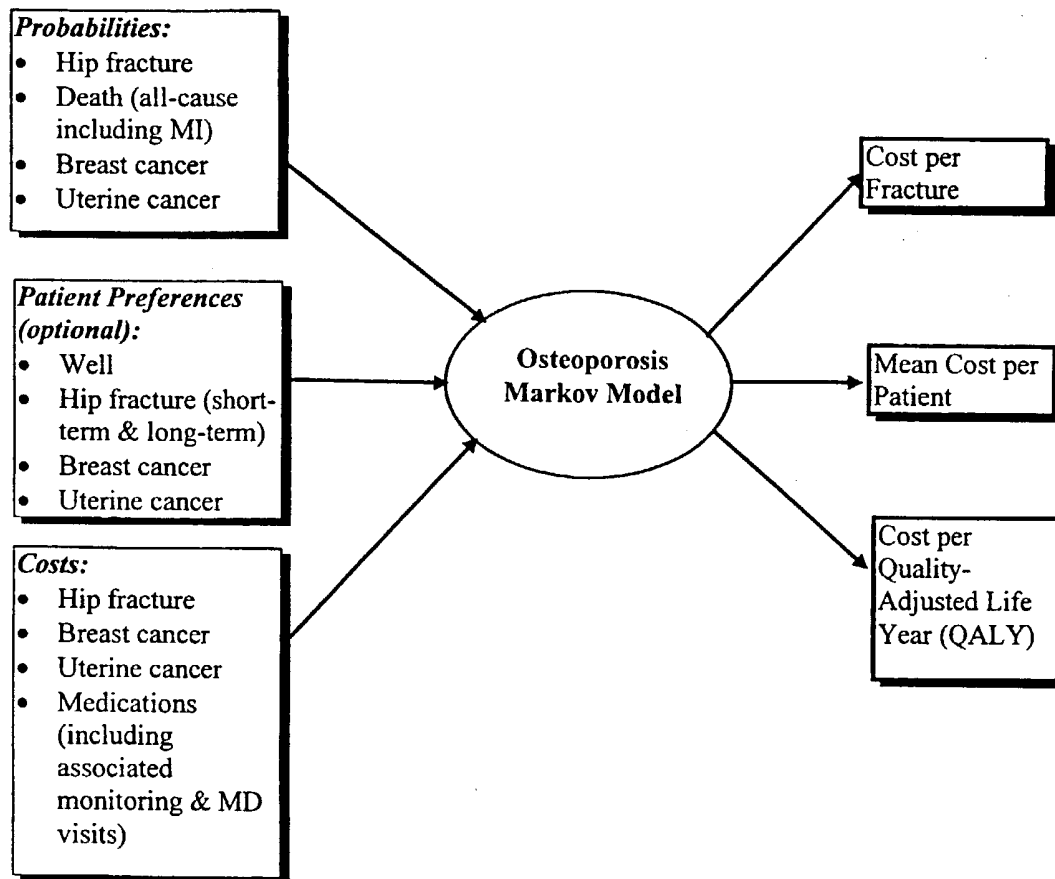 Probabilities:
• Hip fracture
• Death (all-cause
including MI)
• Breast cancer
• Uterine cancer
Patient Preferences
(optional):
• Well
• Hip fracture (short-
term & long-term)
• Breast cancer
• Uterine cancer
Costs:
• Hip fracture
• Breast cancer
• Uterine cancer
• Medications
(including
associated
monitoring & MD
visits)
Osteoporosis
Markov Model
Cost per
Fracture
Mean Cost per
Patient
Cost per
Quality-
Adjusted Life
Year (QALY)